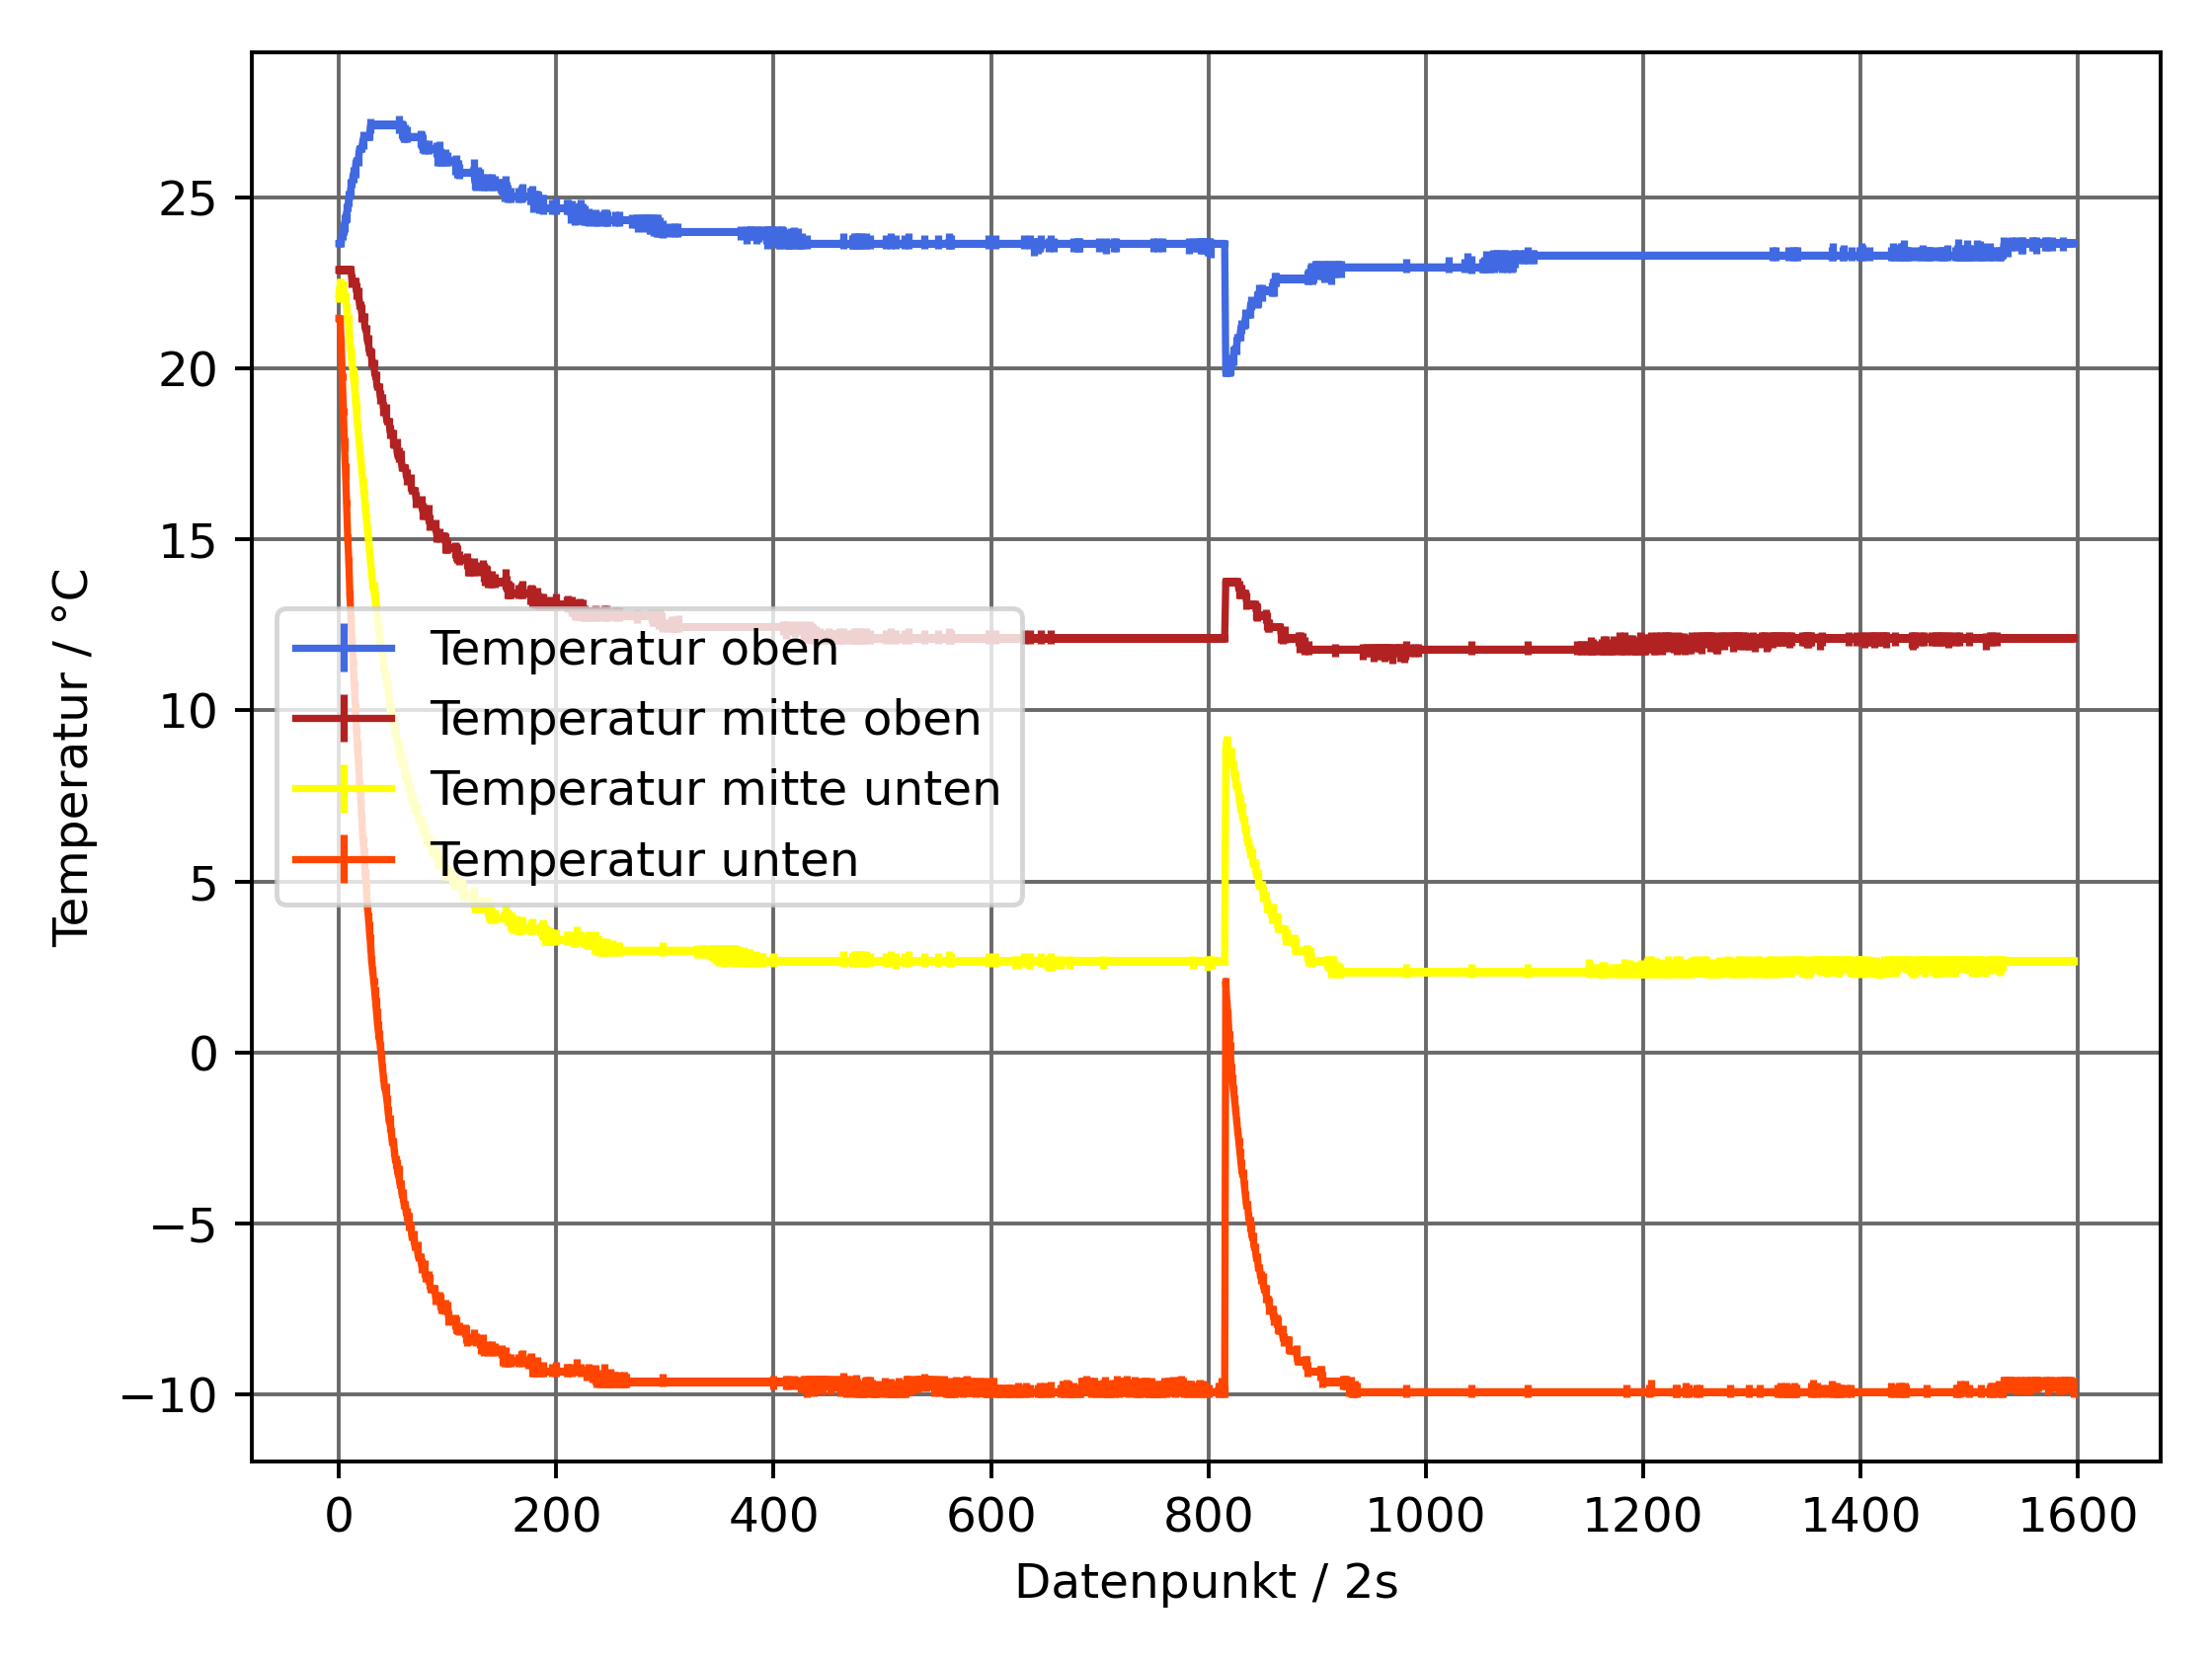 25
20
15
10
5
0
−5
−10
Temperatur / °C
Temperatur oben
Temperatur mitte oben
Temperatur mitte unten
Temperatur unten
0 200 400 600 800 1000 1200 1400 1600
Datenpunkt / 2s